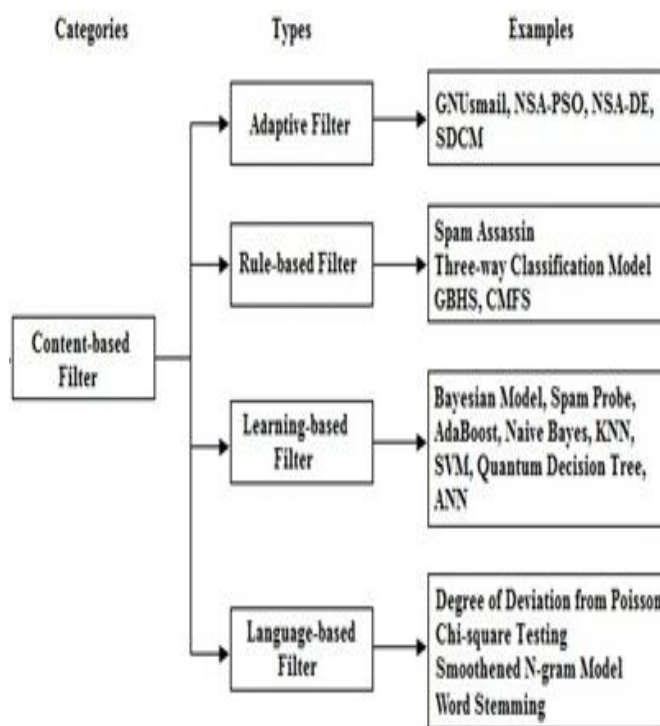 Categories Types Examples
Adaptive Filter
GNUsmail, NSA-PSO, NSA-DE,
SDCM
Rule-based Filter
Spam Assassin
Three-way Classification Model
GBHS, CMFS
Content-based
Filter
Learning-based
Filter
Bayesian Model, Spam Probe,
AdaBoost, Naive Bayes, KNN,
SVM, Quantum Decision Tree,
ANN
Language-based
Filter
Degree of Deviation from Poisson
Chi-square Testing
Smoothened N-gram Model
Word Stemming